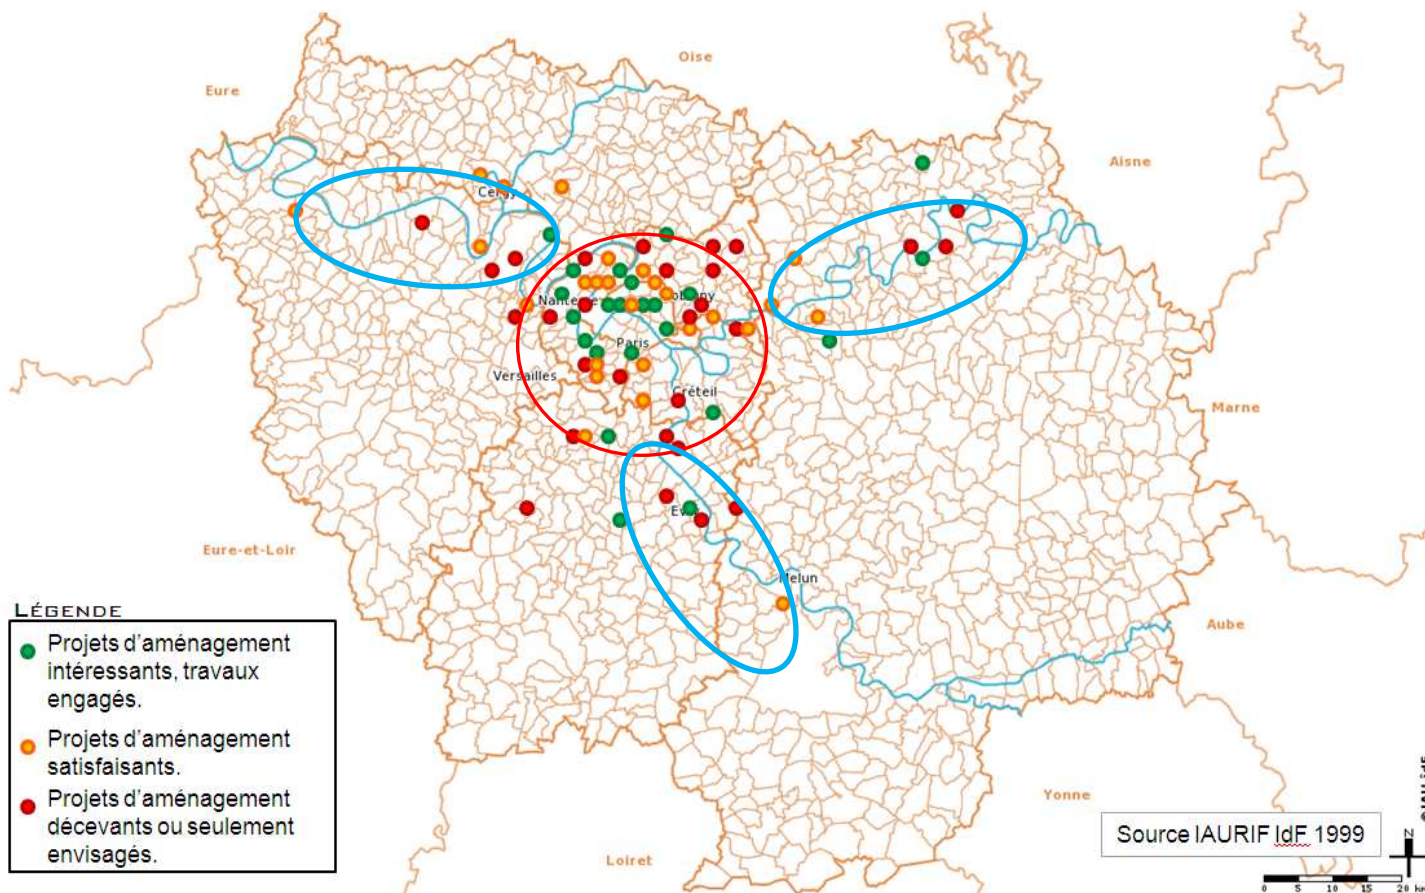 Oise
Eure
Aisne
Cergy
Nanterre
Bobigny
Paris
Versailles
Créteil
Marne
Evry
Eure-et-Loir
Melun
LÉGENDE
Projets d'aménagement
intéressants, travaux
engagés.
Projets d'aménagement
satisfaisants.
Projets d'aménagement
décevants ou seulement
envisagés.
Aube
Yonne
Loiret
Source IAURIF IdF 1999
N
0 5 10 15 20 km